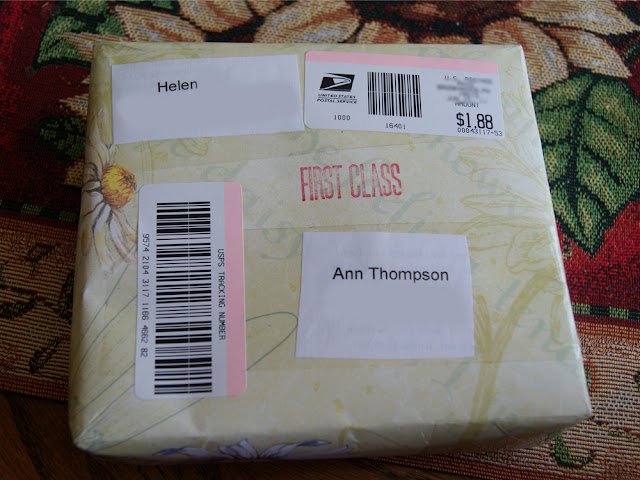 Helen
UNITED STATES
POSTAL SERVICE
1000
16401
U.S. POSTAGE
AMOUNT
$1.88
00043117-53
FIRST CLASS
USPS TRACKING NUMBER
9574 2104 3117 1166 4662 82
Ann Thompson